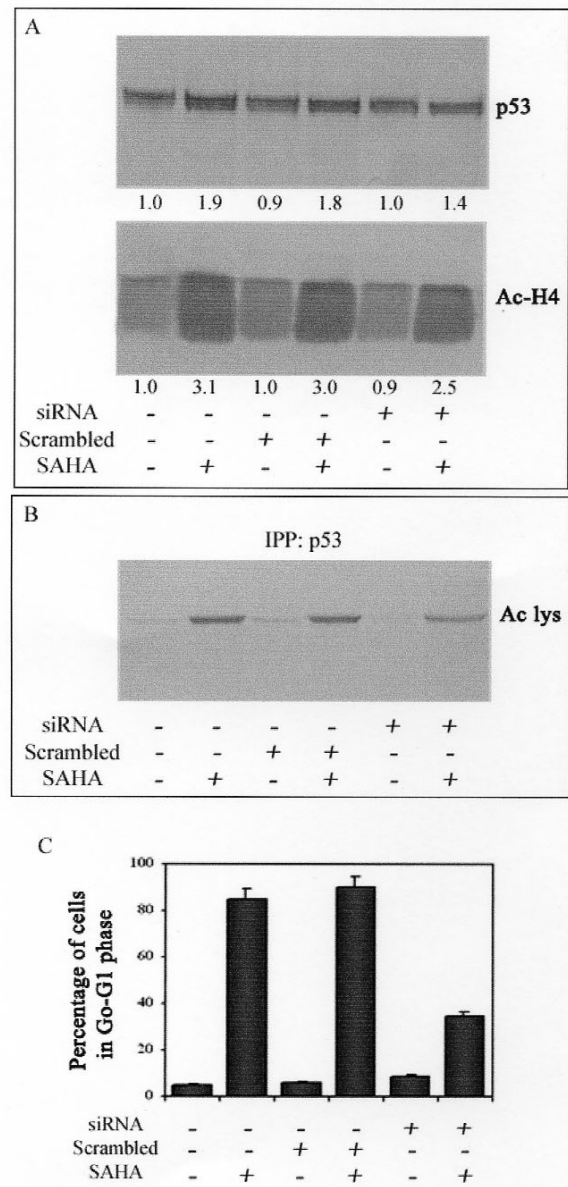 A
p53
1.0 1.9 0.9 1.8 1.0 1.4
Ac-H4
1.0 3.1 1.0 3.0 0.9 2.5
siRNA - - - - + +
Scrambled - - + + - -
SAHA - + - + - +
B
IPP: p53
Ac lys
siRNA - - - - + +
Scrambled - - + + - -
SAHA - + - + - +
C
100
80
60
40
20
0
Percentage of cells
in Go-G1 phase
siRNA - - - - + +
Scrambled - - + + - -
SAHA - + - + - +